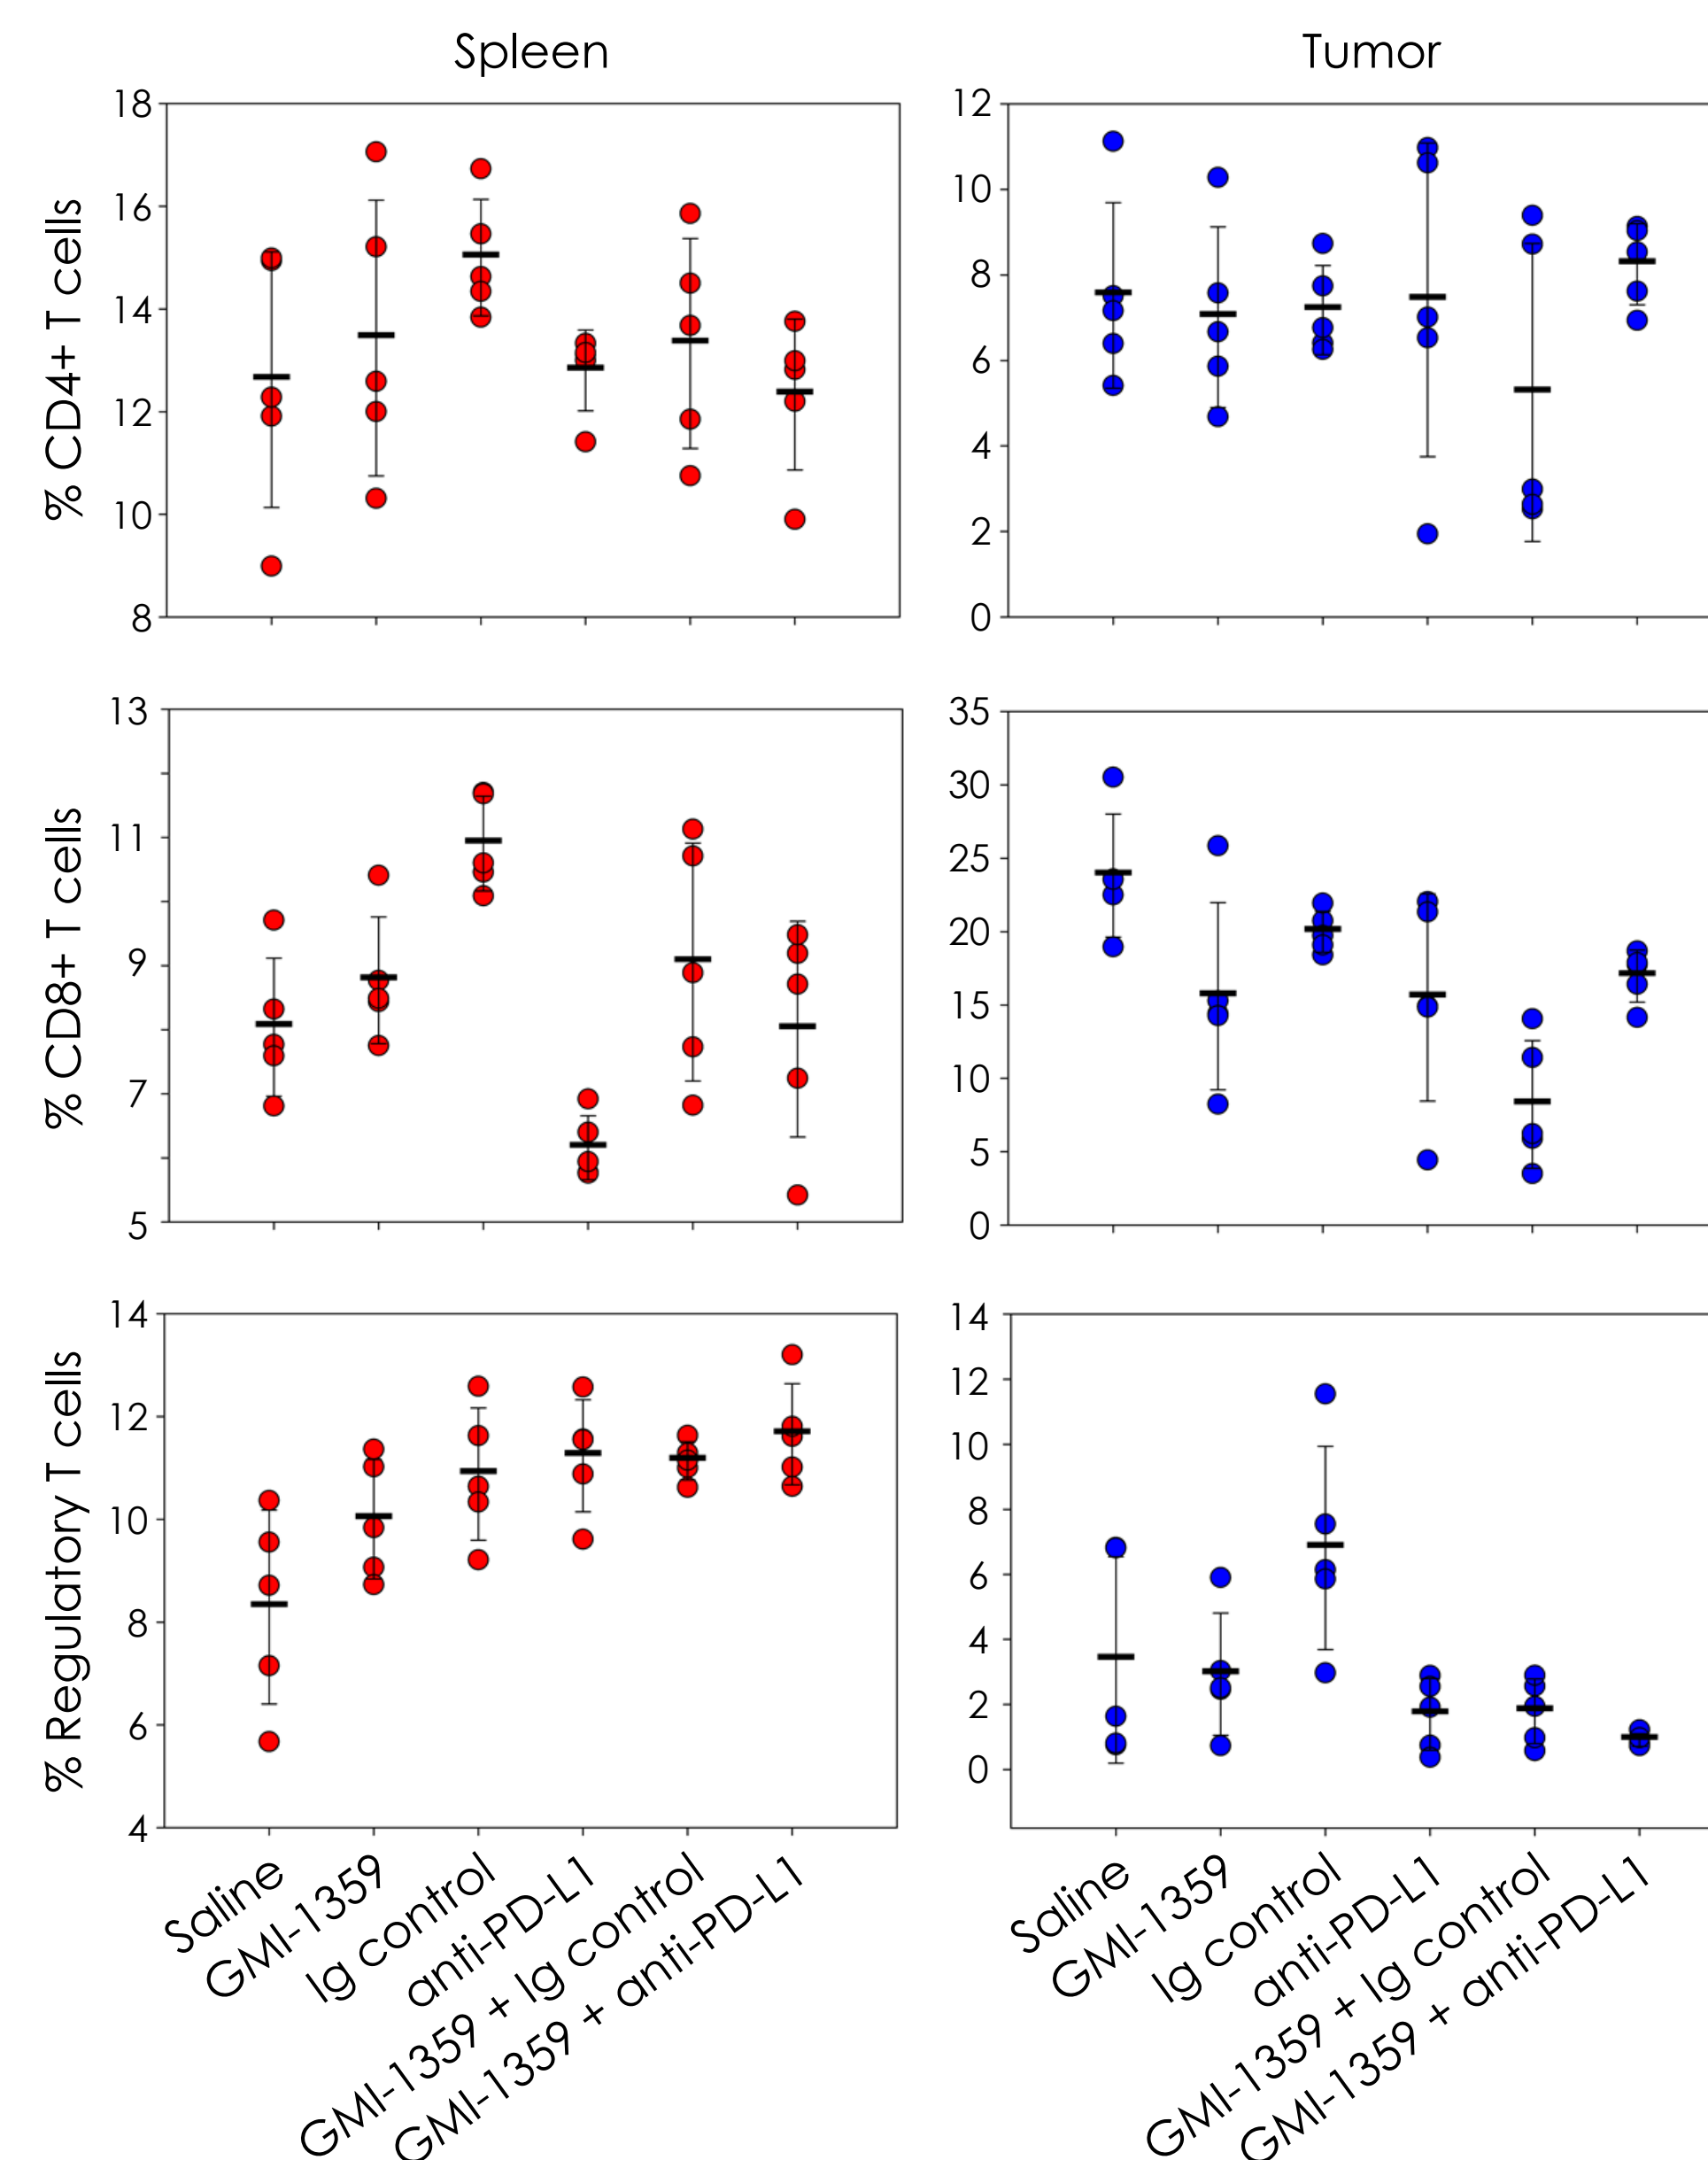 Spleen
Tumor
% CD4+ T cells
18
16
14
12
10
8
12
10
8
6
4
2
0
% CD8+ T cells
13
11
9
7
5
35
30
25
20
15
10
5
0
% Regulatory T cells
14
12
10
8
6
4
14
12
10
8
6
4
2
0
Saline
GMI-1359
Ig control
anti-PD-L1
GMI-1359 + Ig control
GMI-1359 + anti-PD-L1
Saline
GMI-1359
Ig control
anti-PD-L1
GMI-1359 + Ig control
GMI-1359 + anti-PD-L1